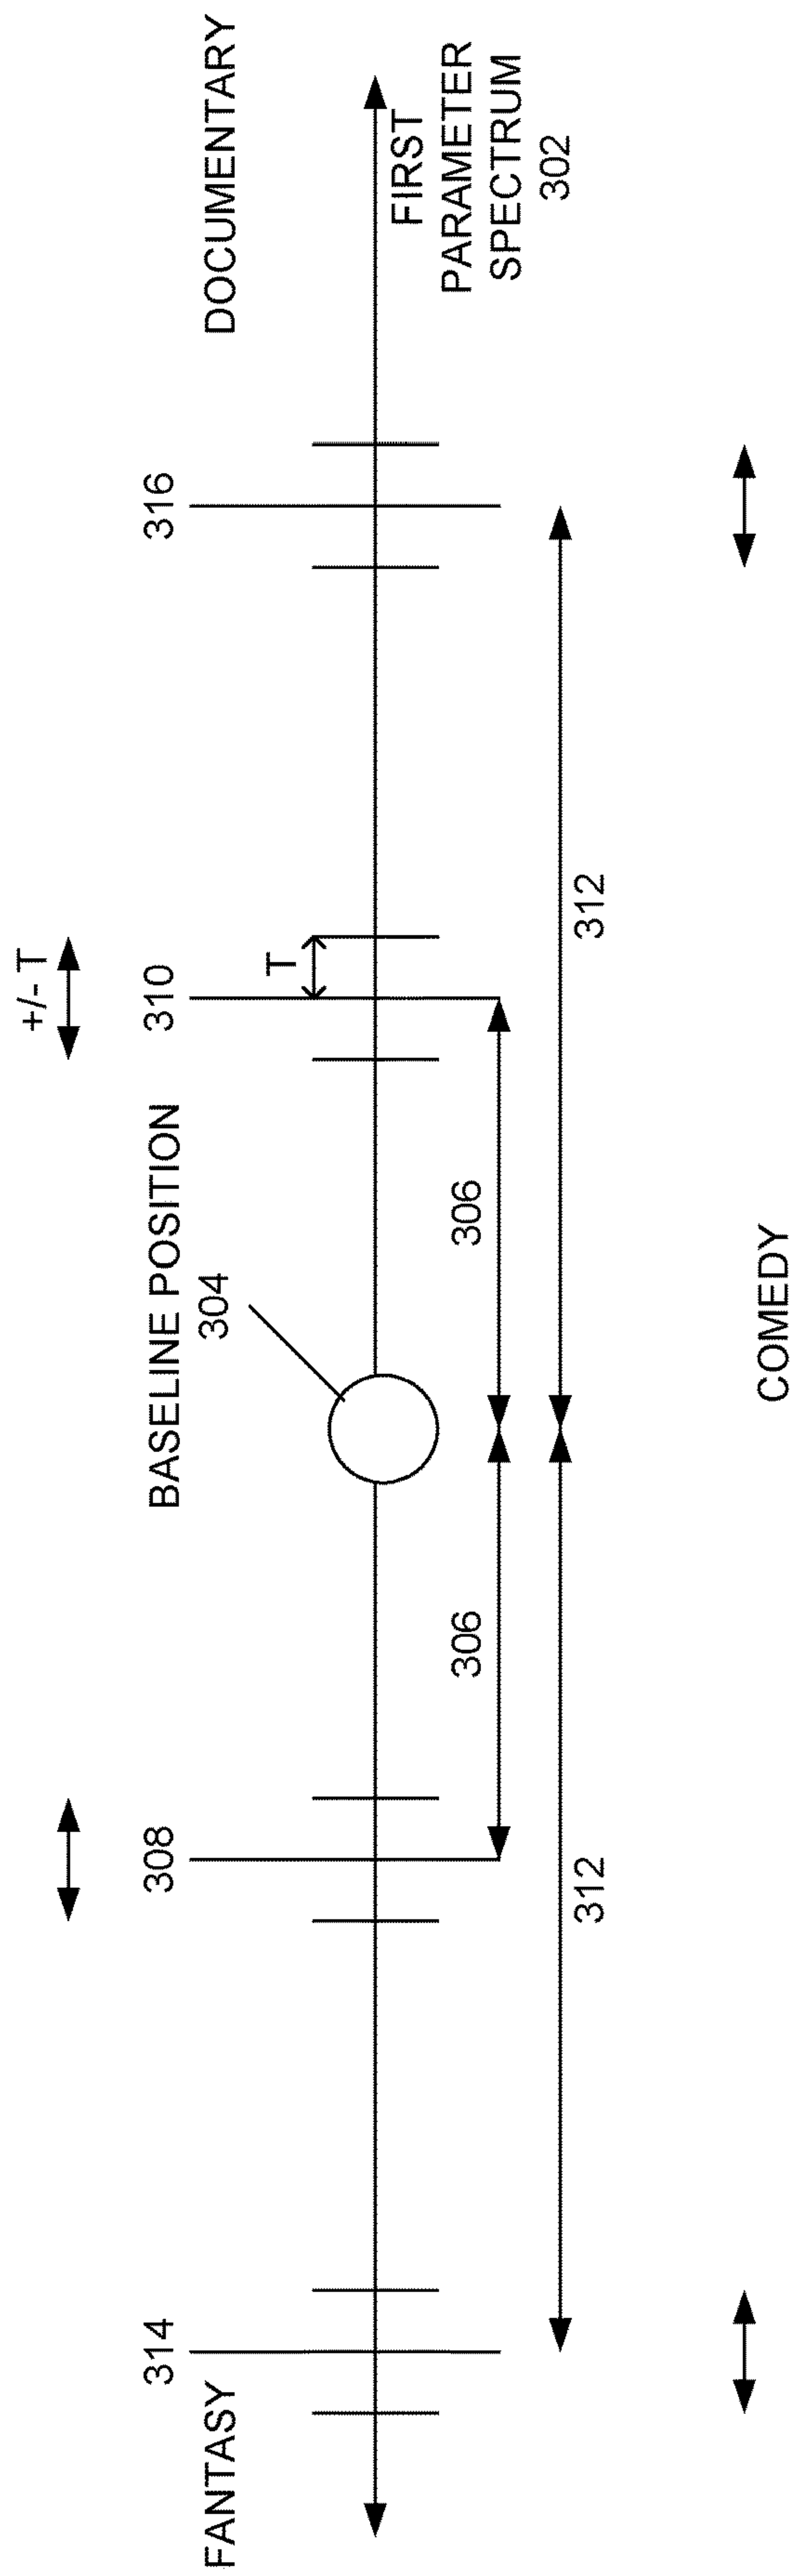 +/- T
308
310
314
316
BASELINE POSITION
FANTASY
304
DOCUMENTARY
T
FIRST
PARAMETER
SPECTRUM
302
306
306
312
312
COMEDY